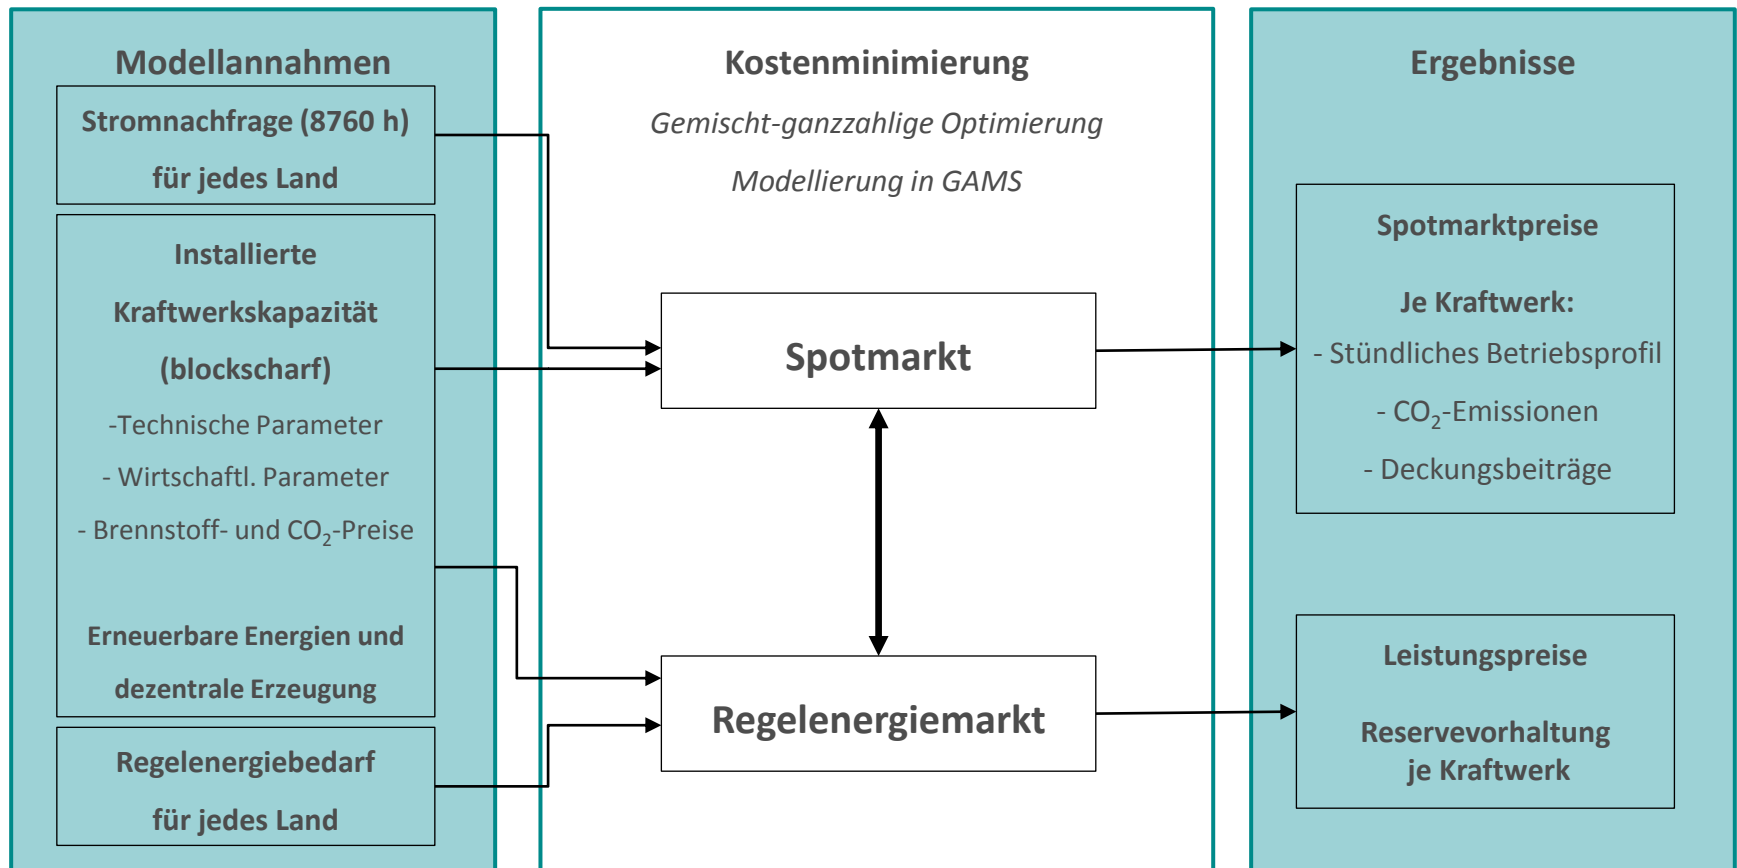 Modellannahmen
Stromnachfrage (8760 h)
für jedes Land
Installierte
Kraftwerkskapazität
(blockscharf)
-Technische Parameter
- Wirtschaftl. Parameter
- Brennstoff- und CO₂-Preise
Erneuerbare Energien und
dezentrale Erzeugung
Regelenergiebedarf
für jedes Land
Kostenminimierung
Gemischt-ganzzahlige Optimierung
Modellierung in GAMS
Spotmarkt
Regelenergiemarkt
Ergebnisse
Spotmarktpreise
Je Kraftwerk:
- Stündliches Betriebsprofil
- CO₂-Emissionen
- Deckungsbeiträge
Leistungspreise
Reservevorhaltung
je Kraftwerk